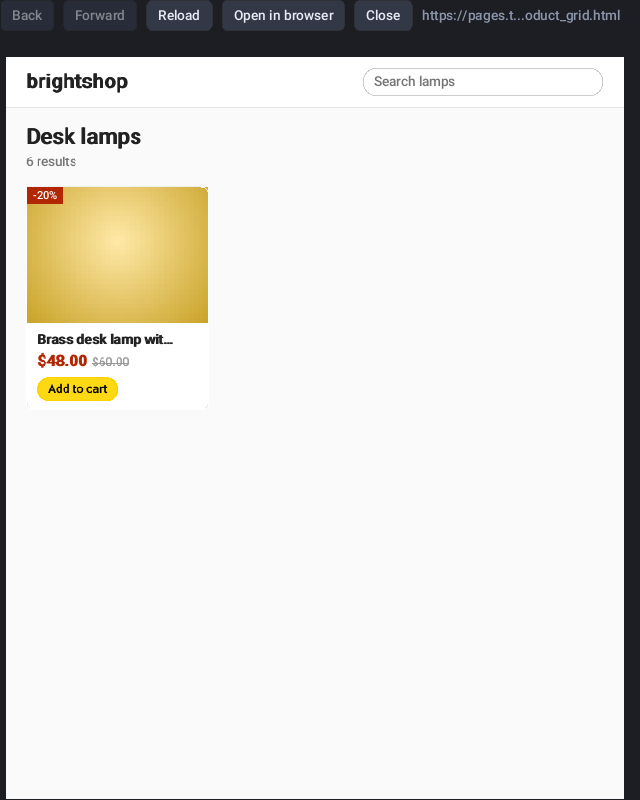 Back Forward Reload Open in browser Close https://pages.t...oduct_grid.html
brightshop Search lamps
Desk lamps
6 results
-20%
Brass desk lamp wit...
$48.00 $60.00
Add to cart